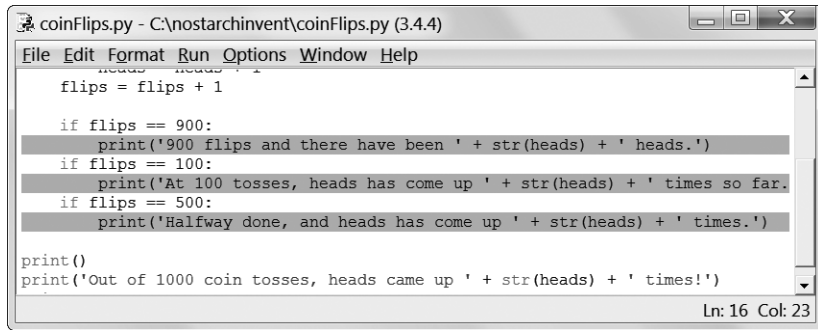 coinFlips.py - C:\nostarchinvent\coinFlips.py (3.4.4)
File Edit Format Run Options Window Help
flips = flips + 1
if flips == 900:
print('900 flips and there have been ' + str(heads) + ' heads.')
if flips == 100:
print('At 100 tosses, heads has come up ' + str(heads) + ' times so far.
if flips == 500:
print('Halfway done, and heads has come up ' + str(heads) + ' times.')
print()
print('Out of 1000 coin tosses, heads came up ' + str(heads) + ' times!')
Ln: 16 Col: 23